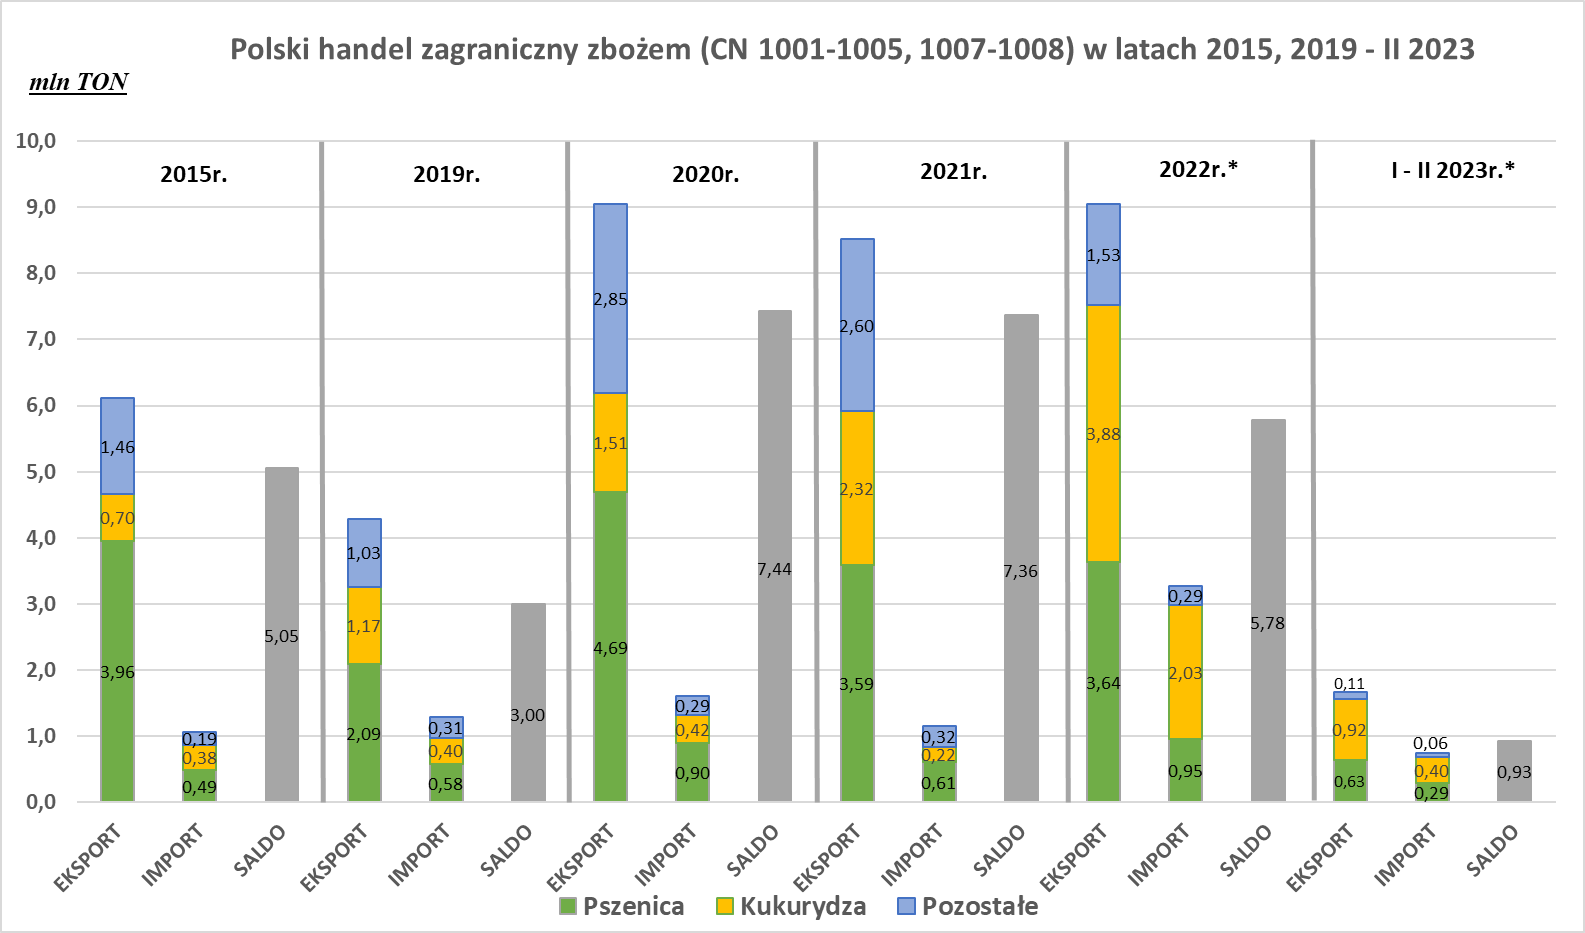 Polski handel zagraniczny zbożem (CN 1001-1005, 1007-1008) w latach 2015, 2019 - II 2023
mln TON
10,0
9,0
8,0
7,0
6,0
5,0
4,0
3,0
2,0
1,0
0,0
2015r.
2019r.
2020r.
2021r.
2022r.*
I - II 2023r.*
1,46
0,70
3,96
0,19
0,38
0,49
5,05
1,03
1,17
2,09
0,31
0,40
0,58
3,00
2,85
1,51
4,69
0,29
0,42
0,90
7,44
2,60
2,32
3,59
0,32
0,22
0,61
7,36
1,53
3,88
3,64
0,29
2,03
0,95
5,78
0,11
0,92
0,63
0,06
0,40
0,29
0,93
EKSPORT
IMPORT
SALDO
EKSPORT
IMPORT
SALDO
EKSPORT
IMPORT
SALDO
EKSPORT
IMPORT
SALDO
EKSPORT
IMPORT
SALDO
EKSPORT
IMPORT
SALDO
Pszenica
Kukurydza
Pozostałe